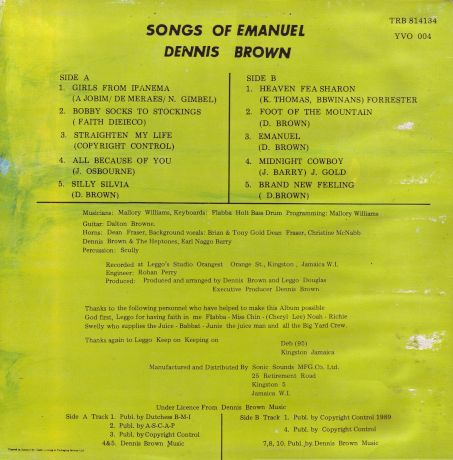 TRB 814134
SONGS OF EMANUEL
YVO 004
DENNIS BROWN
SIDE A
1. GIRLS FROM IPANEMA
(A JOBIM/ DE MERAES/ N. GIMBEL)
2. BOBBY SOCKS TO STOCKINGS
( FAITH DIEIECO)
3 STRAIGHTEN MY LIFE
(COPYRIGHT CONTROL)
4. ALL BECAUSE OF YOU
(J. OSBOURNE)
5. SILLY SILVIA
(D. BROWN)
SIDE B
1. HEAVEN FEA SHARON
(K. THOMAS, BBWINANS) FORRESTER
2. FOOT OF THE MOUNTAIN
(D. BROWN)
3. EMANUEL
(D. BROWN)
4. MIDNIGHT COWBOY
(J. BARRY) J. GOLD
5. BRAND NEW FEELING
( D.BROWN)
Musicians: Mallory Williams, Keyboards: Flabba Holt Bass Drum Programming: Mallory Williams
Guitar: Dalton Browne.
Horns: Dean Fraser, Background vocals: Brian & Tony Gold Dean Fraser, Christine McNabb
Dennis Brown & The Heptones, Earl Naggo Barry
Percussion: Scully
Recorded at Leggo's Studio Orangest Orange St., Kingston , Jamaica W.I.
Engineer: Rohan Perry
Produced: Produced and arranged by Dennis Brown and Leggo Douglas
Executive Producer Dennis Brown
Thanks to the following personnel who have helped to make this Album possible
God first, Leggo for having faith in me Flabba - Miss Chin - (Cheryl Lee) Noah - Richie
Swelly who supplies the Juice - Babbat - Junie the juice man and all the Big Yard Crew.
Thanks again to Leggo Keep on Keeping on
Deb (90)
Kingston Jamaica
Manufactured and Distributed By Sonic Sounds MFG.Co. Ltd.
25 Retirement Road
Kingston 5
Jamaica W.I.
Under Licence From Dennis Brown Music
Side A Track 1. Publ. by Dutchess B-M-I
2. Publ. by A-S-C-A-P
3. Publ, by Copyright Control
4&5. Publ. by Dennis Brown Music
Side B Track 1. Publ. by Copyright Control 1989
4. Publ. by Copyright Control
7,8, 10. Publ. by Dennis Brown Music